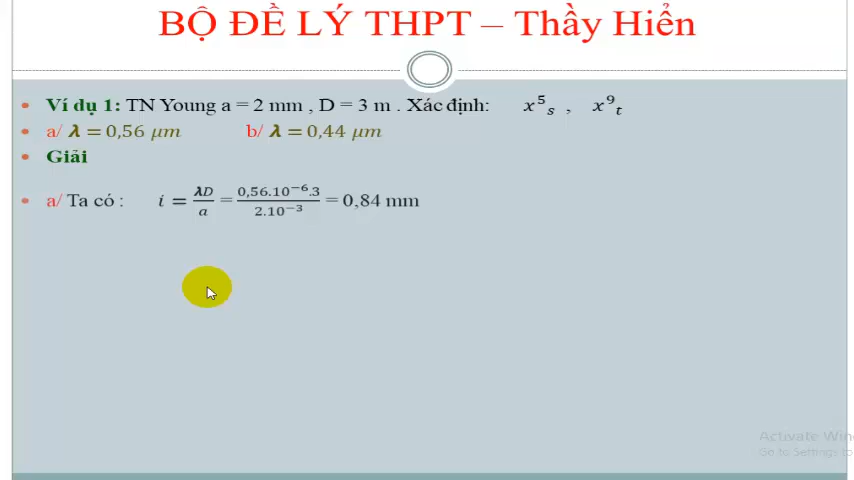 BỘ ĐỀ LÝ THPT – Thầy Hiển
• Ví dụ 1: TN Young a = 2 mm , D = 3 m . Xác định: x⁵ₛ , x⁹ₜ
• a/ λ = 0,56 μm b/ λ = 0,44 μm
• Giải
• a/ Ta có : i = λD/a = 0,56.10⁻⁶.3/2.10⁻³ = 0,84 mm
Activate Win
Go to Settings to